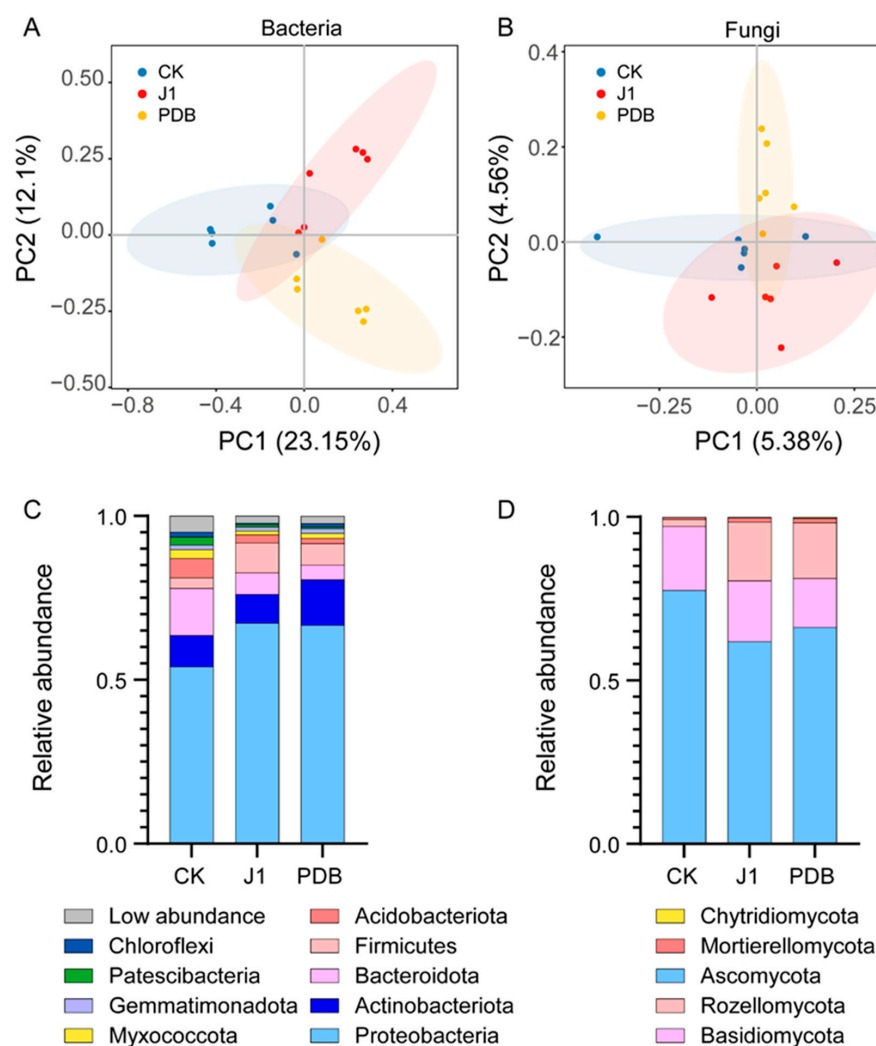 A
Bacteria
CK
J1
PDB
0.50
0.25
0.00
−0.25
−0.50
PC2 (12.1%)
−0.8
−0.4
0.0
0.4
PC1 (23.15%)
B
Fungi
CK
J1
PDB
0.4
0.2
0.0
−0.2
PC2 (4.56%)
−0.25
0.00
0.25
PC1 (5.38%)
C
1.0
0.5
0.0
Relative abundance
CK
J1
PDB
Low abundance
Chloroflexi
Patescibacteria
Gemmatimonadota
Myxococcota
Acidobacteriota
Firmicutes
Bacteroidota
Actinobacteriota
Proteobacteria
D
1.0
0.5
0.0
Relative abundance
CK
J1
PDB
Chytridiomycota
Mortierellomycota
Ascomycota
Rozellomycota
Basidiomycota